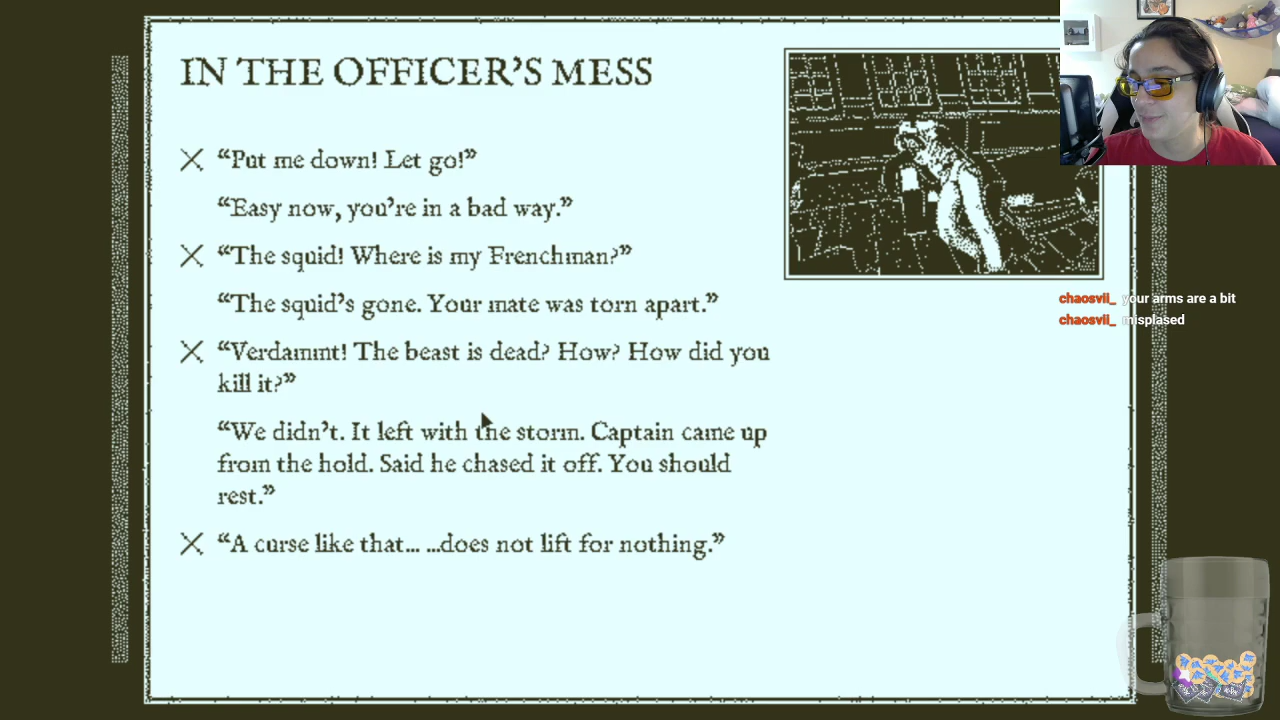 IN THE OFFICER'S MESS
“Put me down! Let go!”
“Easy now, you're in a bad way.”
“The squid! Where is my Frenchman?”
“The squid's gone. Your mate was torn apart.”
“Verdammt! The beast is dead? How? How did you
kill it?”
“We didn't. It left with the storm. Captain came up
from the hold. Said he chased it off. You should
rest.”
“A curse like that... ...does not lift for nothing.”
chaosvii_ your arms are a bit
chaosvii_ misplased